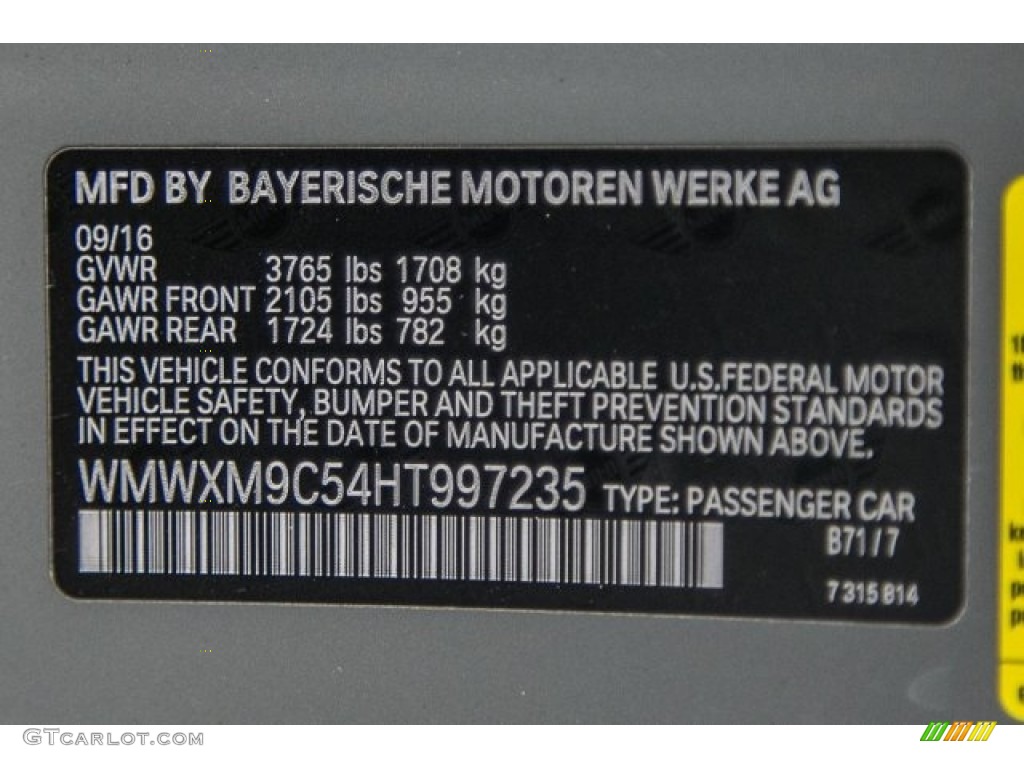 MFD BY BAYERISCHE MOTOREN WERKE AG
09/16
GVWR 3765 lbs 1708 kg
GAWR FRONT 2105 lbs 955 kg
GAWR REAR 1724 lbs 782 kg
THIS VEHICLE CONFORMS TO ALL APPLICABLE U.S.FEDERAL MOTOR
VEHICLE SAFETY, BUMPER AND THEFT PREVENTION STANDARDS
IN EFFECT ON THE DATE OF MANUFACTURE SHOWN ABOVE.
WMWXM9C54HT997235 TYPE: PASSENGER CAR
B71/7
7315814
GTCarLot.com